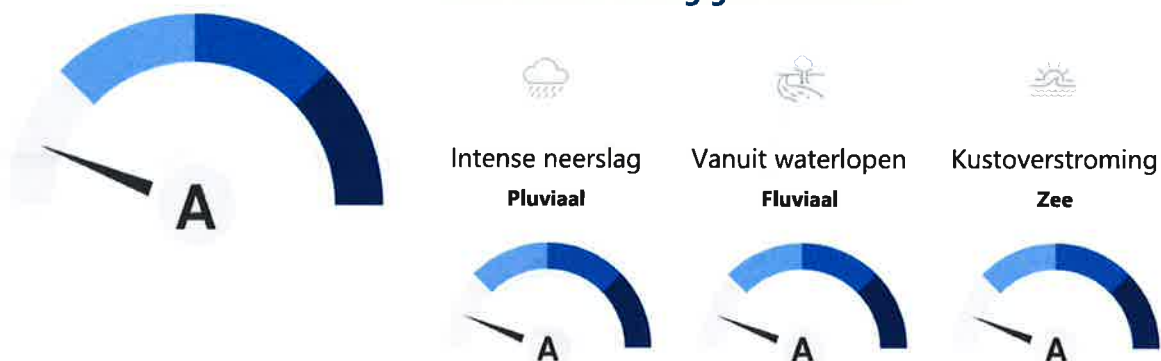 A
Intense neerslag
Pluviaal
A
Vanuit waterlopen
Fluviaal
A
Kustoverstroming
Zee
A